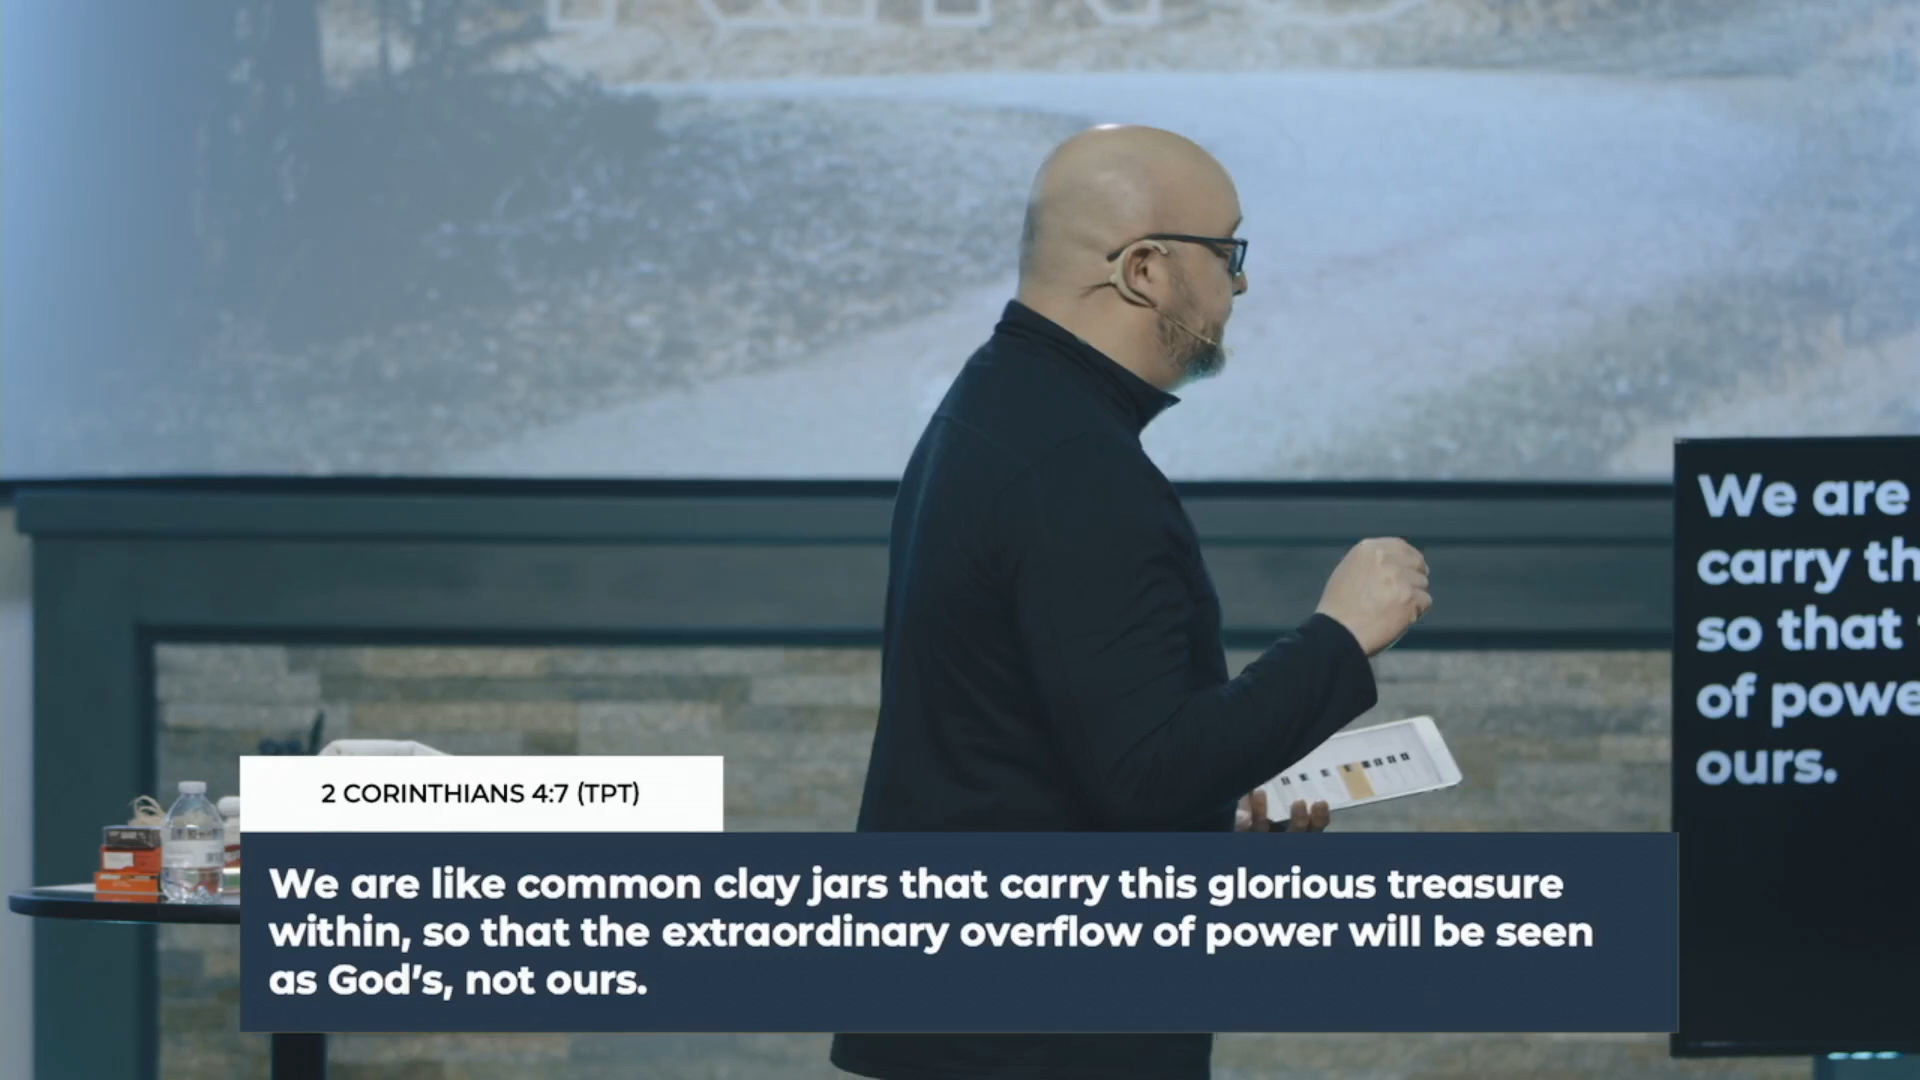 2 CORINTHIANS 4:7 (TPT)
We are like common clay jars that carry this glorious treasure
within, so that the extraordinary overflow of power will be seen
as God's, not ours.
We are
carry th
so that
of powe
ours.